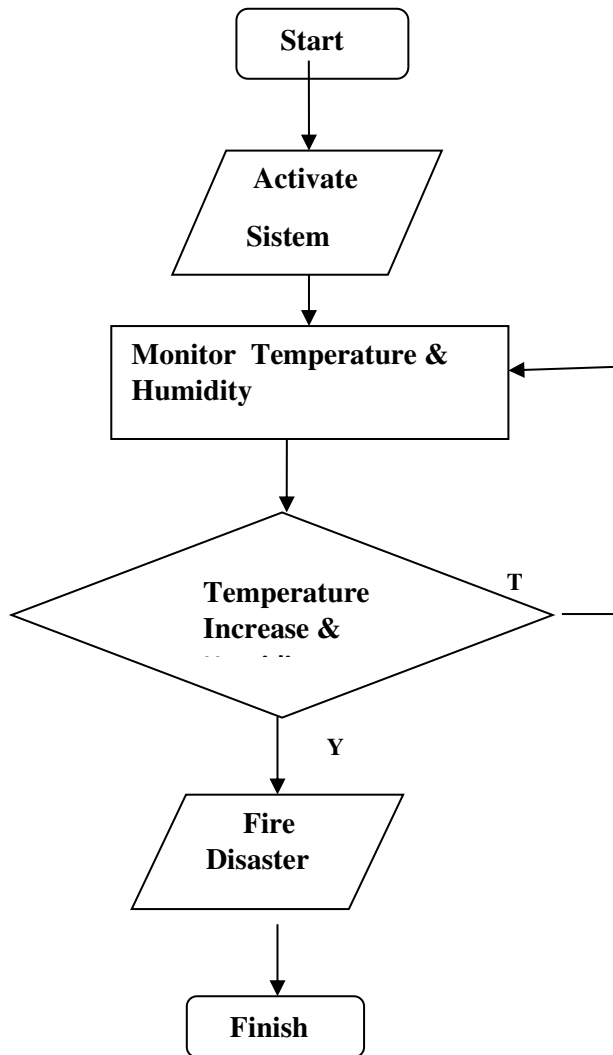 Start
Activate
Sistem
Monitor Temperature &
Humidity
Temperature
Increase &
T
Y
Fire
Disaster
Finish